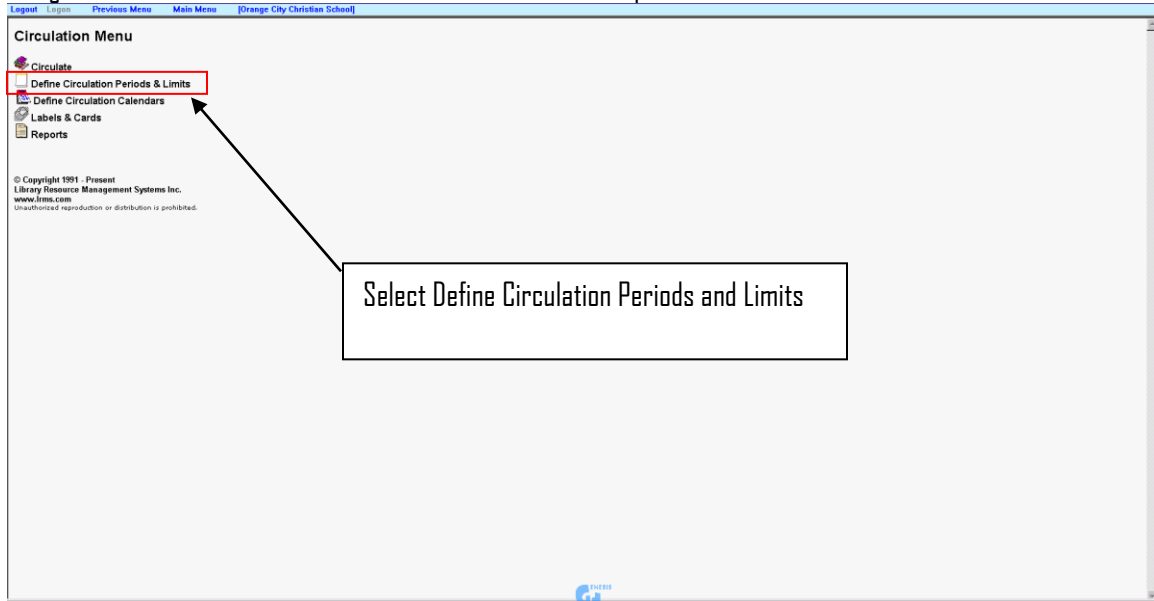 Logout Logon Previous Menu Main Menu [Orange City Christian School]
Circulation Menu
Circulate
Define Circulation Periods & Limits
Define Circulation Calendars
Labels & Cards
Reports
© Copyright 1991 - Present
Library Resource Management Systems Inc.
www.lrms.com
Unauthorized reproduction or distribution is prohibited.
Select Define Circulation Periods and Limits